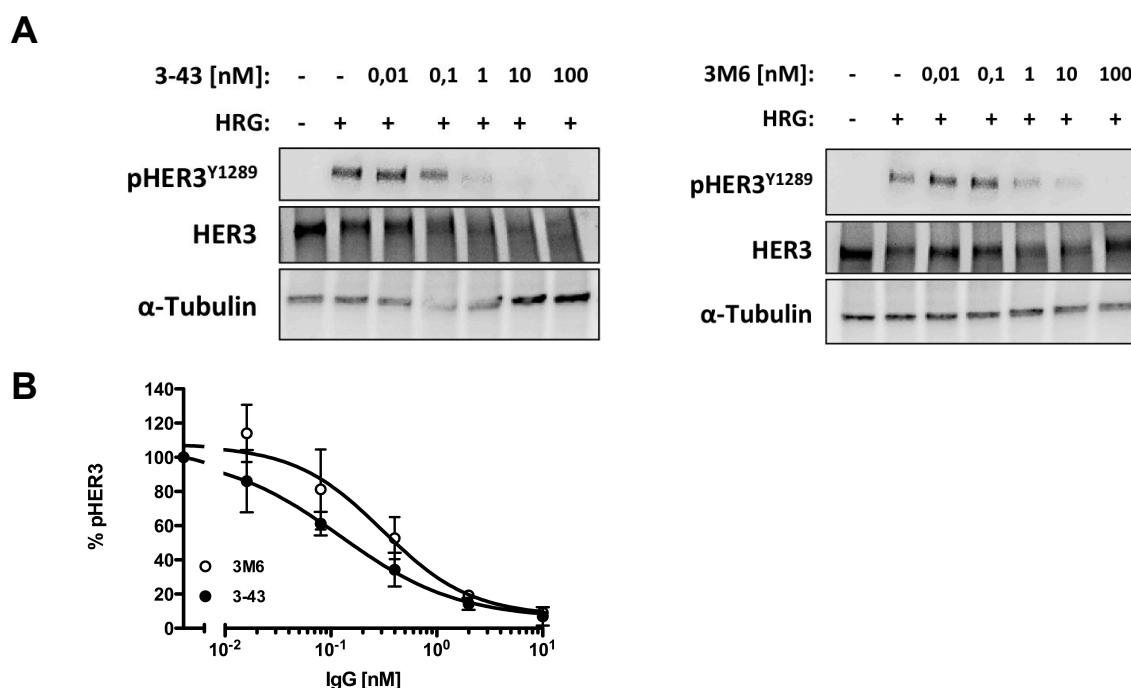 A
3-43 [nM]: - - 0,01 0,1 1 10 100
HRG: - + + + + + +
pHER3Y1289
HER3
α-Tubulin
3M6 [nM]: - - 0,01 0,1 1 10 100
HRG: - + + + + + +
pHER3Y1289
HER3
α-Tubulin
B
140
120
100
80
60
40
20
0
% pHER3
3M6
3-43
10-2 10-1 100 101
IgG [nM]